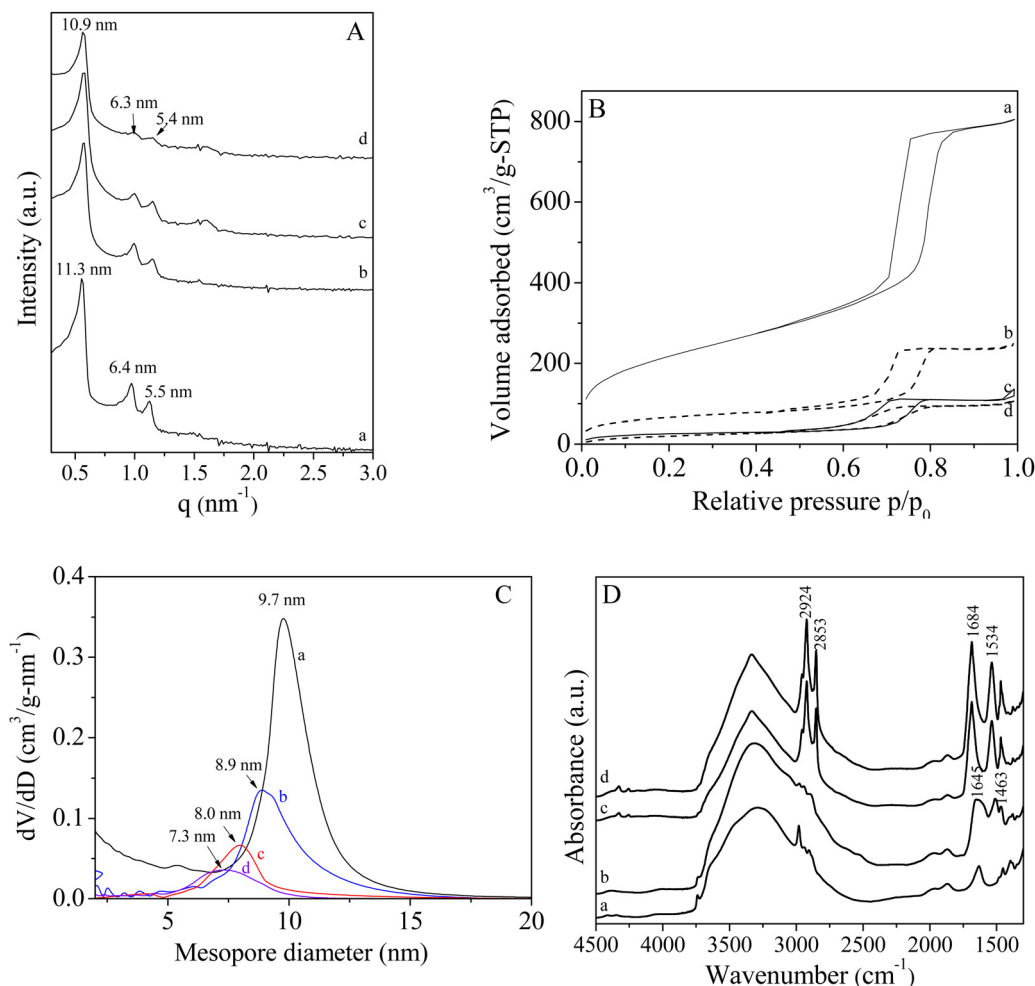 A
10.9 nm
6.3 nm
5.4 nm
d
c
b
11.3 nm
6.4 nm
5.5 nm
a
Intensity (a.u.)
0.5 1.0 1.5 2.0 2.5 3.0
q (nm⁻¹)
B
a
b
c
d
800
600
400
200
0
Volume adsorbed (cm³/g-STP)
0.0 0.2 0.4 0.6 0.8 1.0
Relative pressure p/p₀
C
9.7 nm
a
8.9 nm
b
8.0 nm
7.3 nm
c
d
0.4
0.3
0.2
0.1
0.0
dV/dD (cm³/g-nm⁻¹)
5 10 15 20
Mesopore diameter (nm)
D
2924
2853
1684
1534
1645
1463
d
c
b
a
Absorbance (a.u.)
4500 4000 3500 3000 2500 2000 1500
Wavenumber (cm⁻¹)